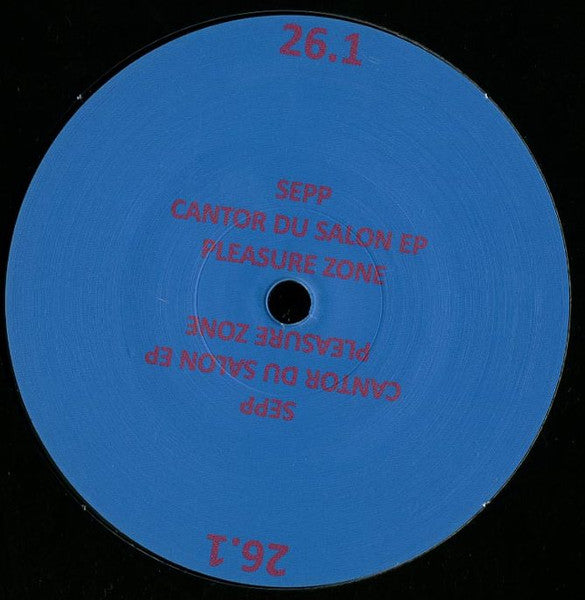 26.1
SEPP
CANTOR DU SALON EP
PLEASURE ZONE
PLEASURE ZONE
CANTOR DU SALON EP
SEPP
26.1